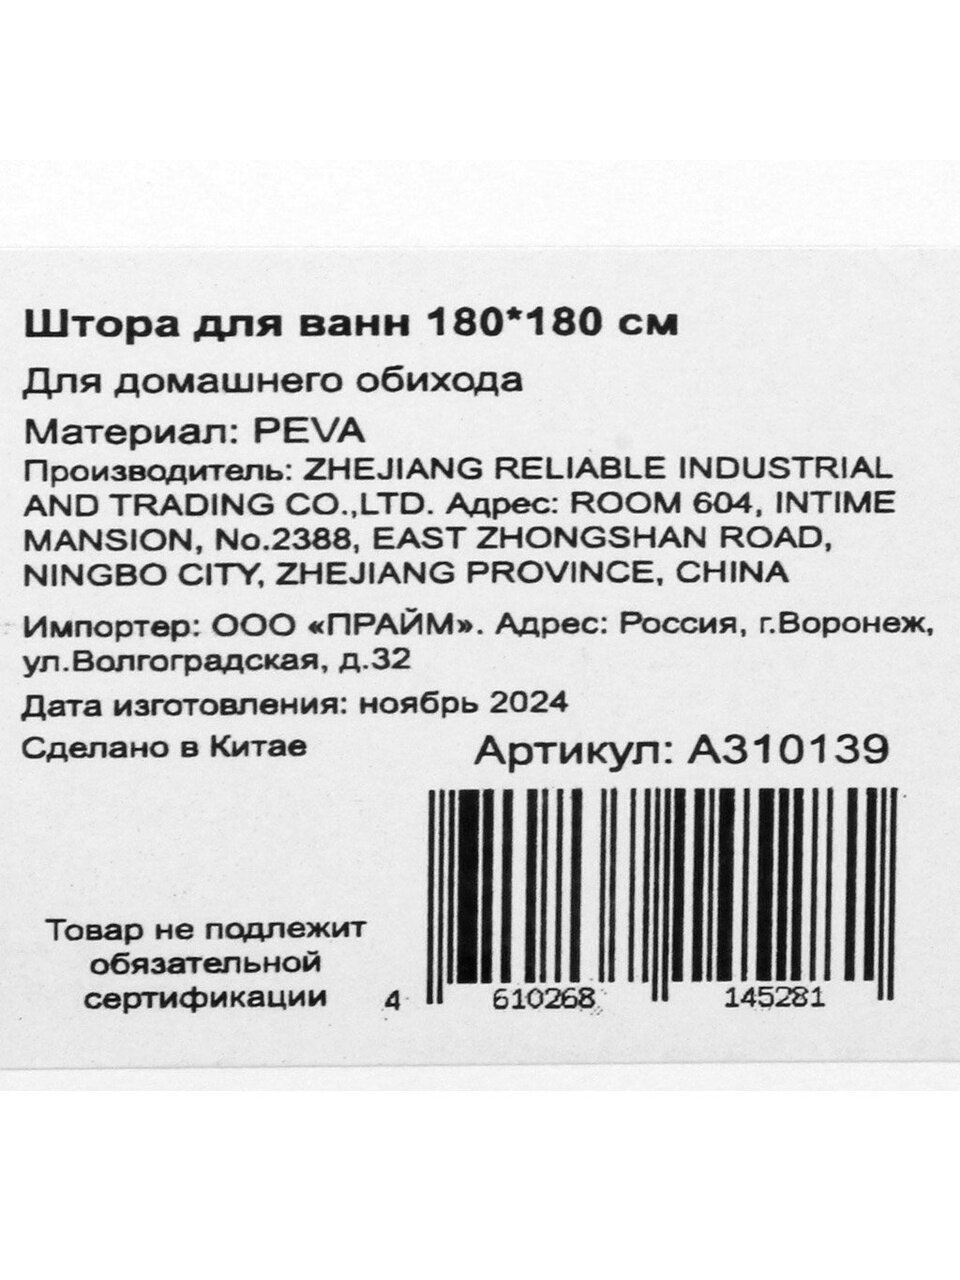 Штора для ванн 180*180 см
Для домашнего обихода
Материал: PEVA
Производитель: ZHEJIANG RELIABLE INDUSTRIAL
AND TRADING CO.,LTD. Адрес: ROOM 604, INTIME
MANSION, No.2388, EAST ZHONGSHAN ROAD,
NINGBO CITY, ZHEJIANG PROVINCE, CHINA
Импортер: ООО «ПРАЙМ». Адрес: Россия, г.Воронеж,
ул.Волгоградская, д.32
Дата изготовления: ноябрь 2024
Сделано в Китае
Артикул: A310139
Товар не подлежит
обязательной
сертификации
4 610268 145281